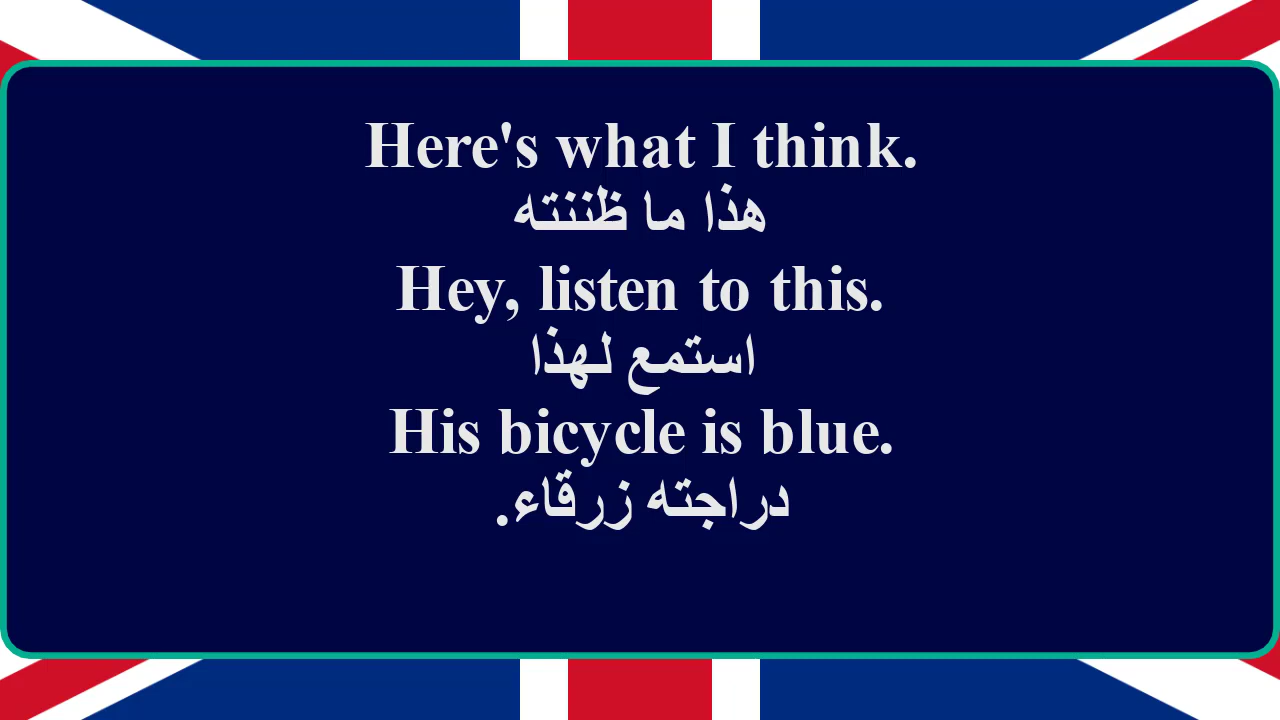 Here's what I think.
هذا ما ظننته
Hey, listen to this.
استمع لهذا
His bicycle is blue.
دراجته زرقاء.